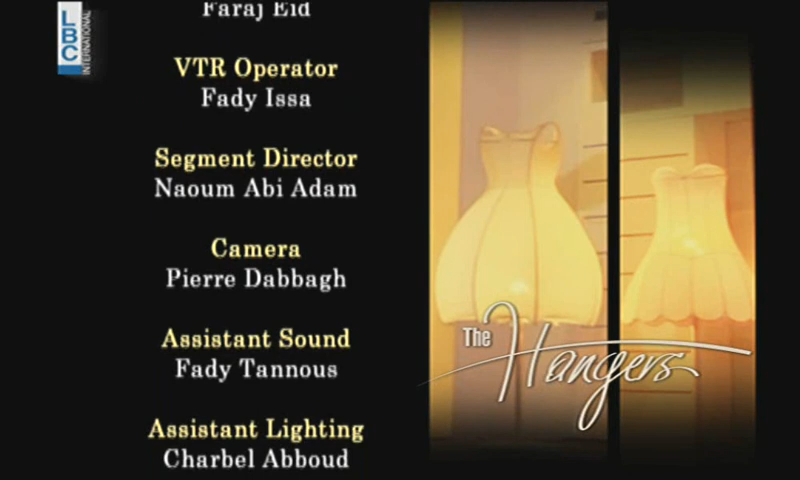 LBC
INTERNATIONAL
Faraj Eid
VTR Operator
Fady Issa
Segment Director
Naoum Abi Adam
Camera
Pierre Dabbagh
Assistant Sound
Fady Tannous
Assistant Lighting
Charbel Abboud
The Hangers